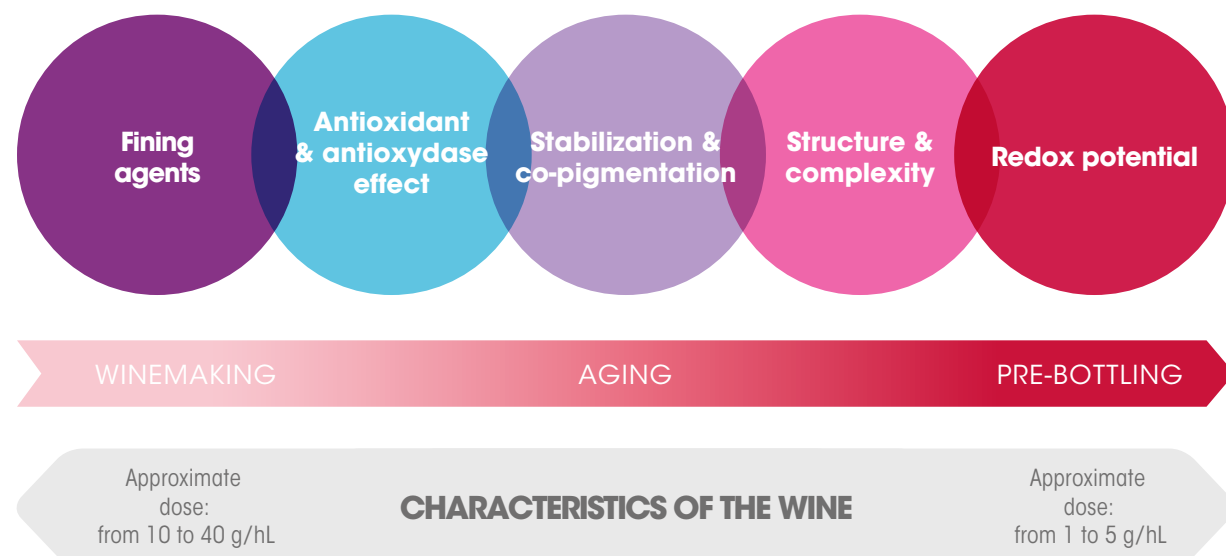 Fining
agents
Antioxidant
& antioxydase
effect
Stabilization &
co-pigmentation
Structure &
complexity
Redox potential
WINEMAKING
AGING
PRE-BOTTLING
Approximate
dose:
from 10 to 40 g/hL
CHARACTERISTICS OF THE WINE
Approximate
dose:
from 1 to 5 g/hL